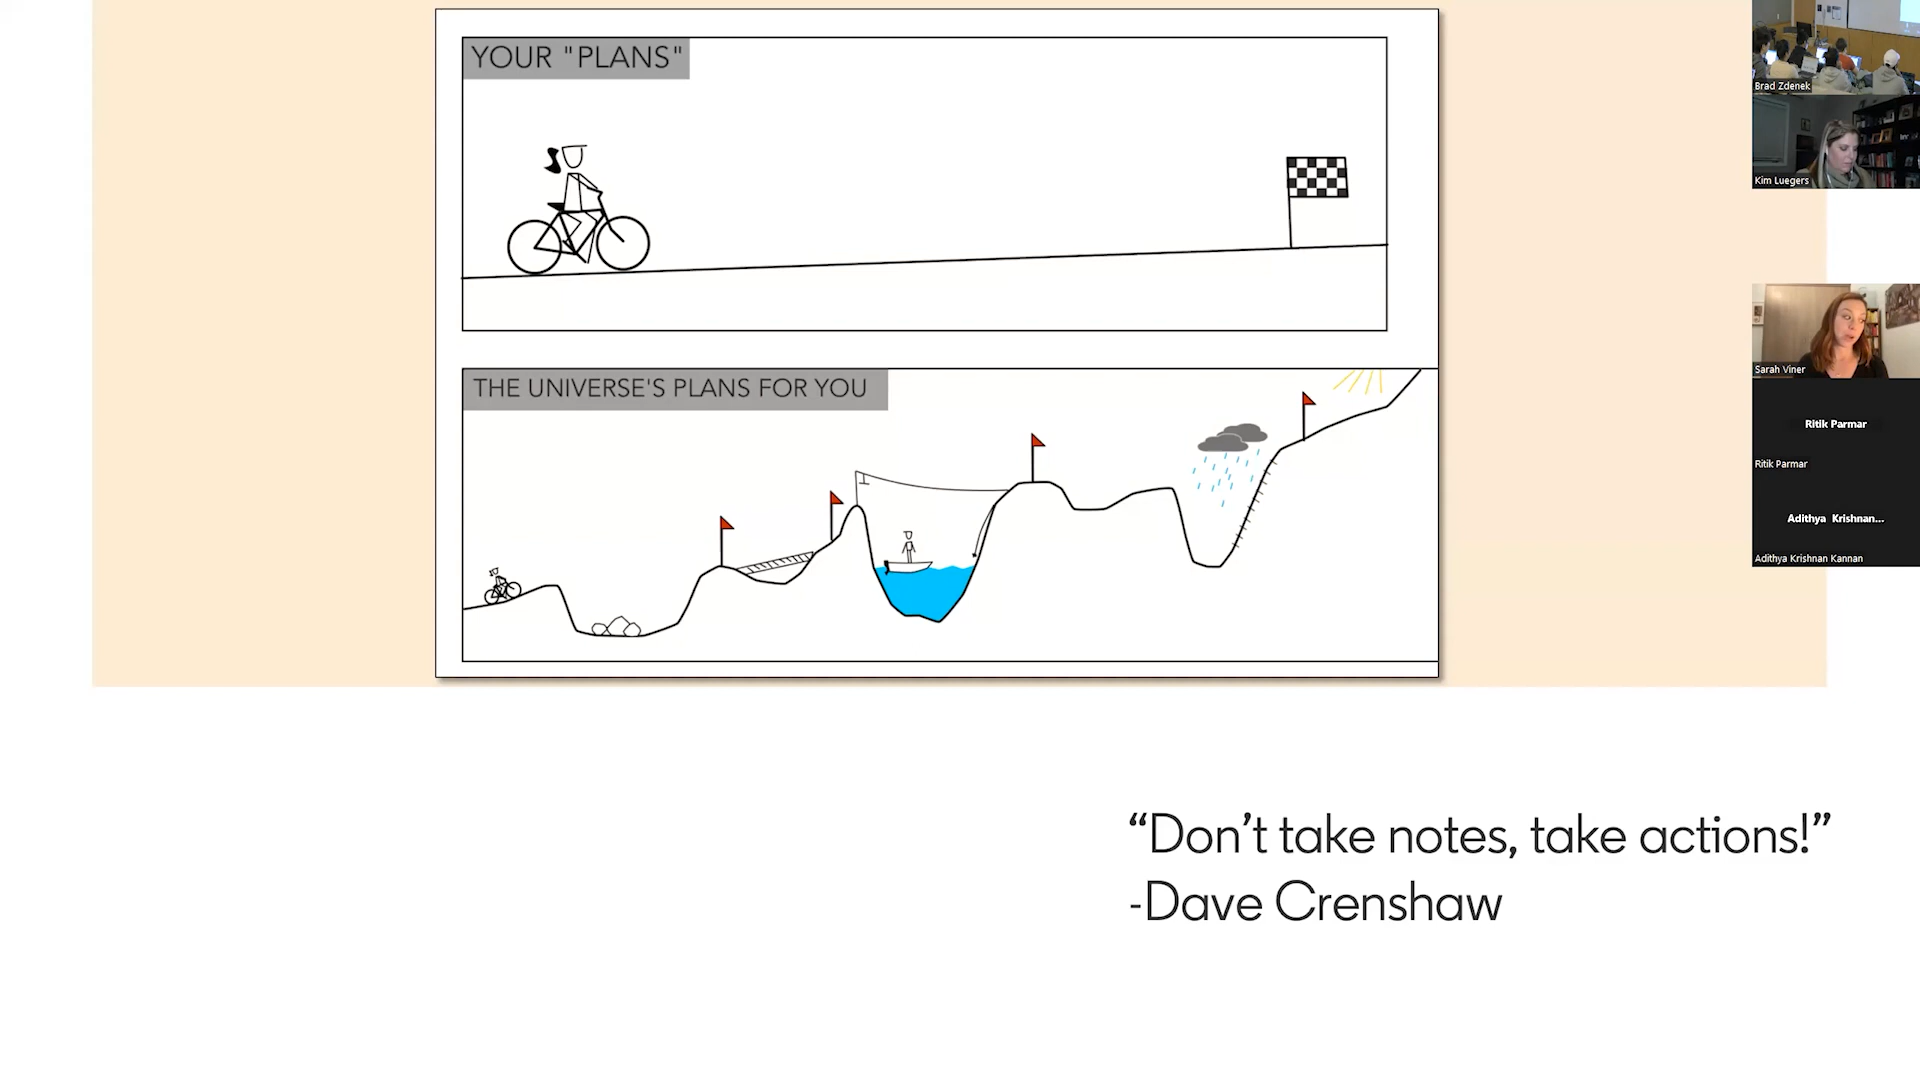 YOUR "PLANS"
THE UNIVERSE'S PLANS FOR YOU
“Don’t take notes, take actions!”
-Dave Crenshaw
Brad Zdenek
Kim Luegers
Sarah Viner
Ritik Parmar
Ritik Parmar
Adithya Krishnan...
Adithya Krishnan Kannan